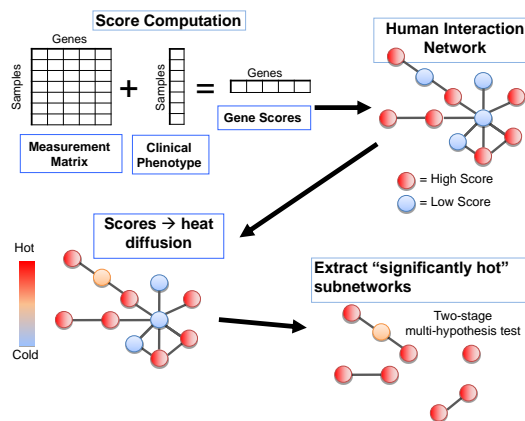 Score Computation
Genes
Samples
+
Samples
=
Genes
Measurement
Matrix
Clinical
Phenotype
Gene Scores
Human Interaction
Network
= High Score
= Low Score
Scores → heat
diffusion
Hot
Cold
Extract “significantly hot”
subnetworks
Two-stage
multi-hypothesis test